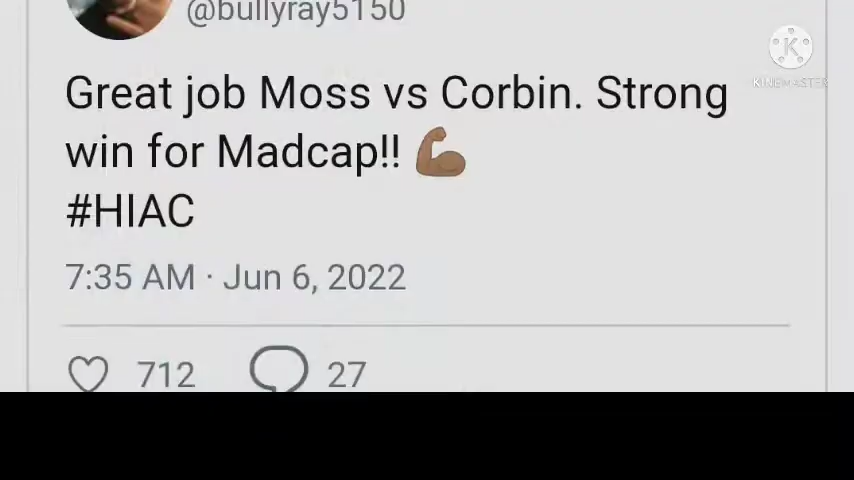 @bullyray5150
Great job Moss vs Corbin. Strong
win for Madcap!! 💪🏽
#HIAC
7:35 AM · Jun 6, 2022
712 27
KINEMASTER